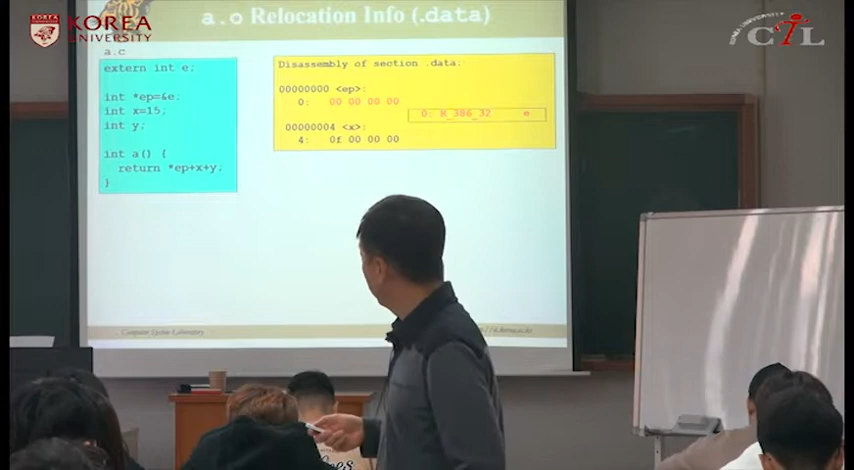 KOREA
UNIVERSITY
a.o Relocation Info (.data)
a.c
extern int e;
int *ep=&e;
int x=15;
int y;
int a() {
return *ep+x+y;
}
Disassembly of section .data:
00000000 <ep>:
0: 00 00 00 00
0: R_386_32 e
00000004 <x>:
4: 0f 00 00 00
Computer System Laboratory